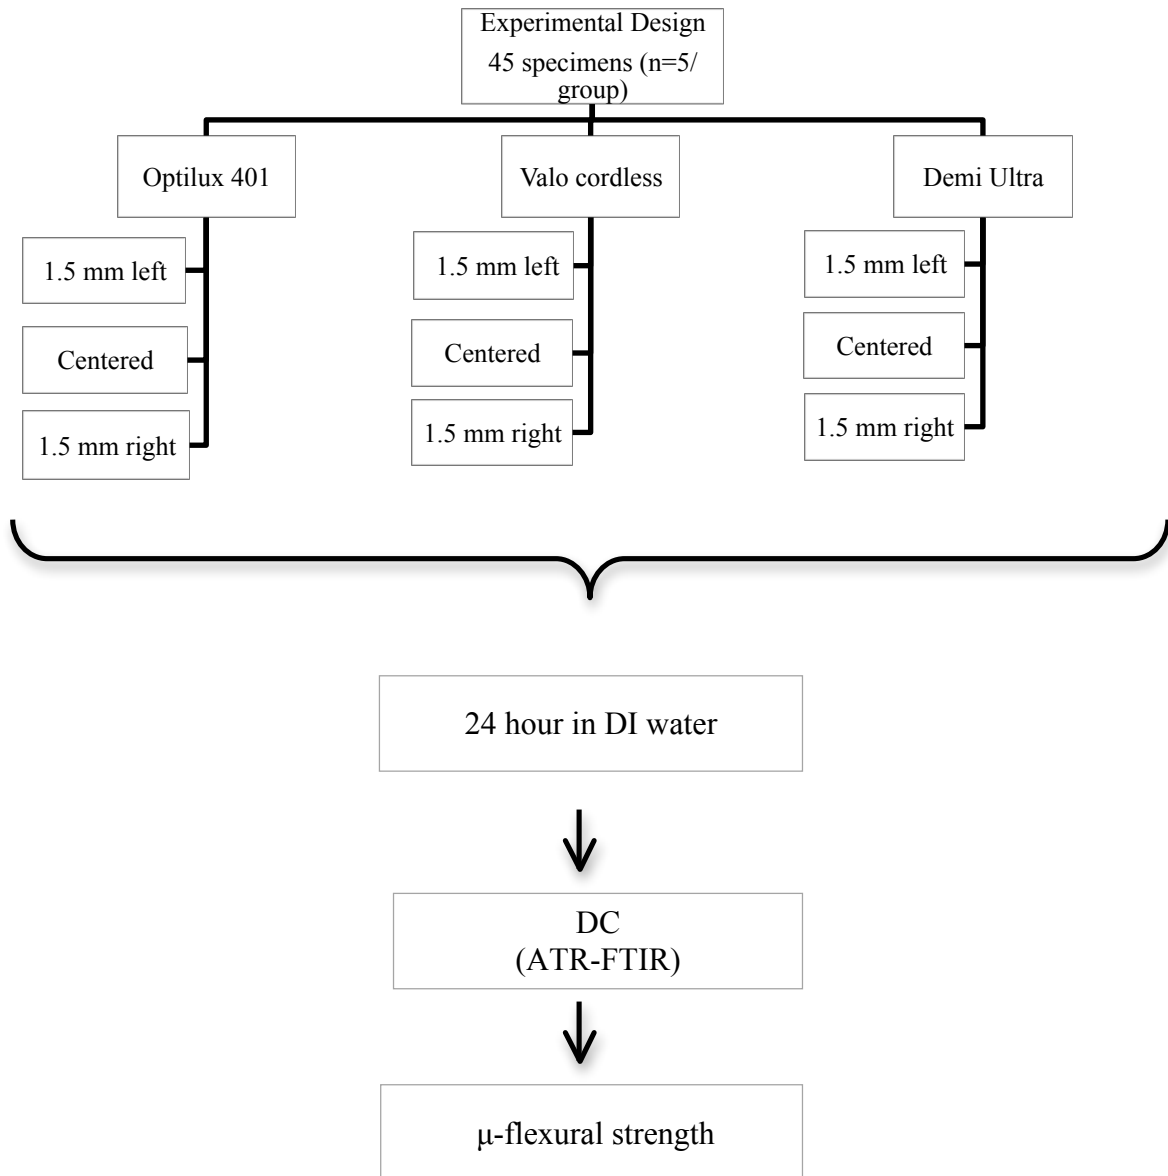 Experimental Design
45 specimens (n=5/
group)
Optilux 401
Valo cordless
Demi Ultra
1.5 mm left
Centered
1.5 mm right
1.5 mm left
Centered
1.5 mm right
1.5 mm left
Centered
1.5 mm right
24 hour in DI water
DC
(ATR-FTIR)
μ-flexural strength